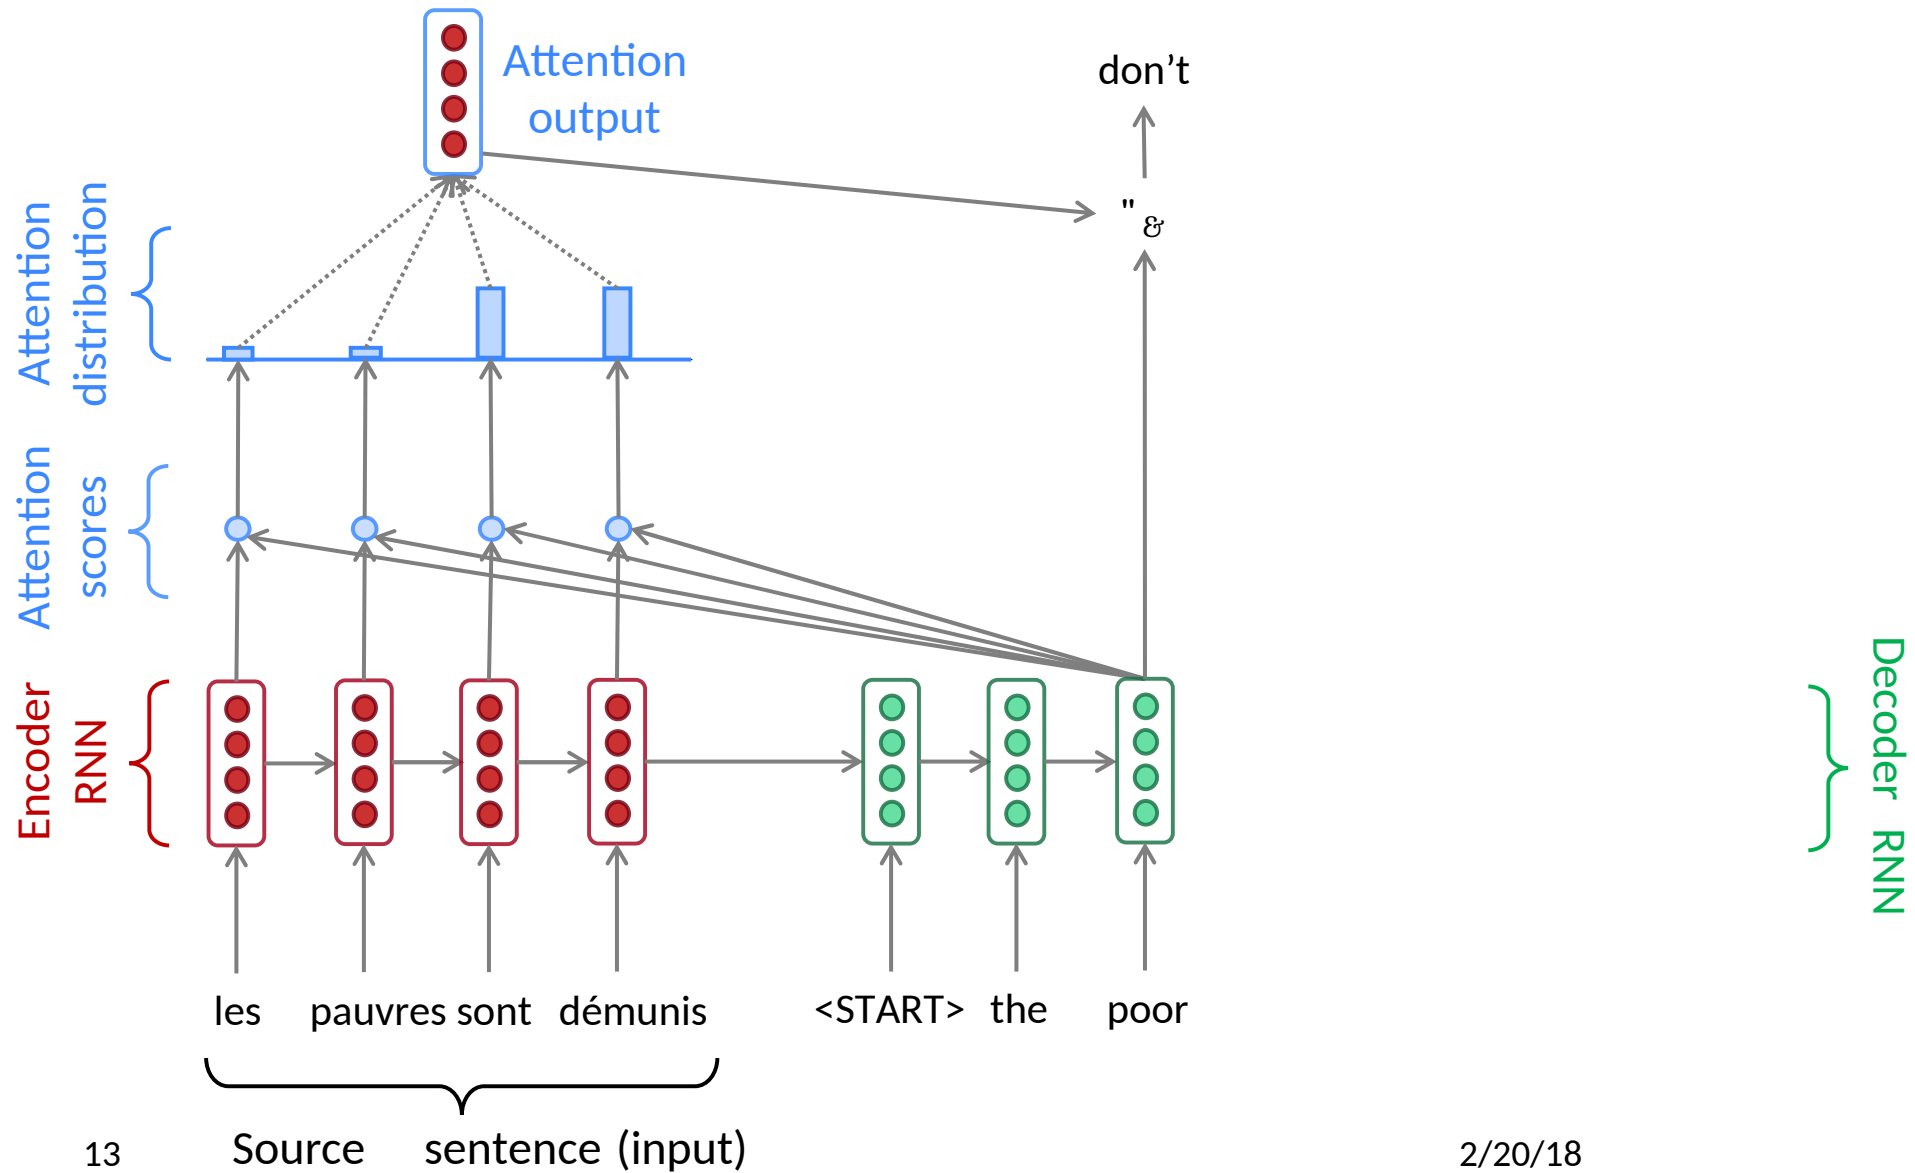 Attention
output
don’t
" &
Attention
distribution
Attention
scores
Encoder
RNN
Decoder RNN
les pauvres sont démunis <START> the poor
Source sentence (input)
13
2/20/18